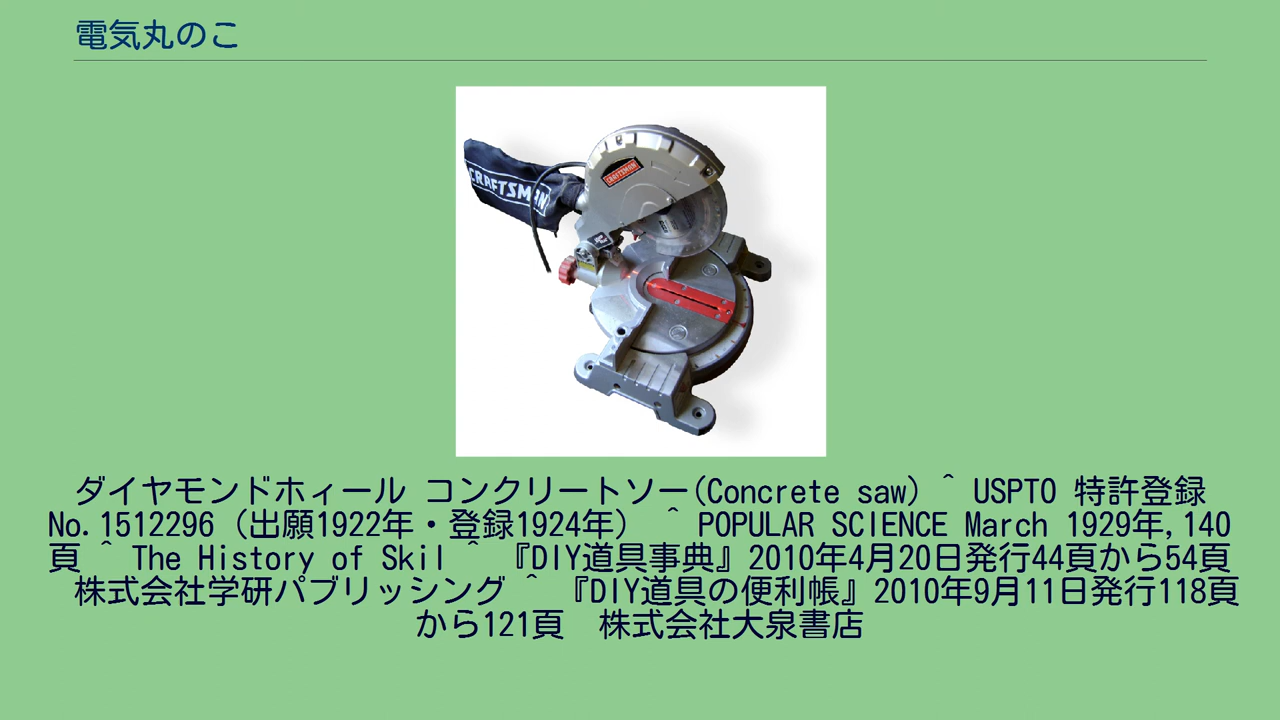 電気丸のこ
CRAFTSMAN
CRAFTSMAN
ダイヤモンドホィール コンクリートソー(Concrete saw) ^ USPTO 特許登録
No.1512296 (出願1922年・登録1924年) ^ POPULAR SCIENCE March 1929年,140
頁 ^ The History of Skil ^ 『DIY道具事典』2010年4月20日発行44頁から54頁
株式会社学研パブリッシング ^ 『DIY道具の便利帳』2010年9月11日発行118頁
から121頁　株式会社大泉書店